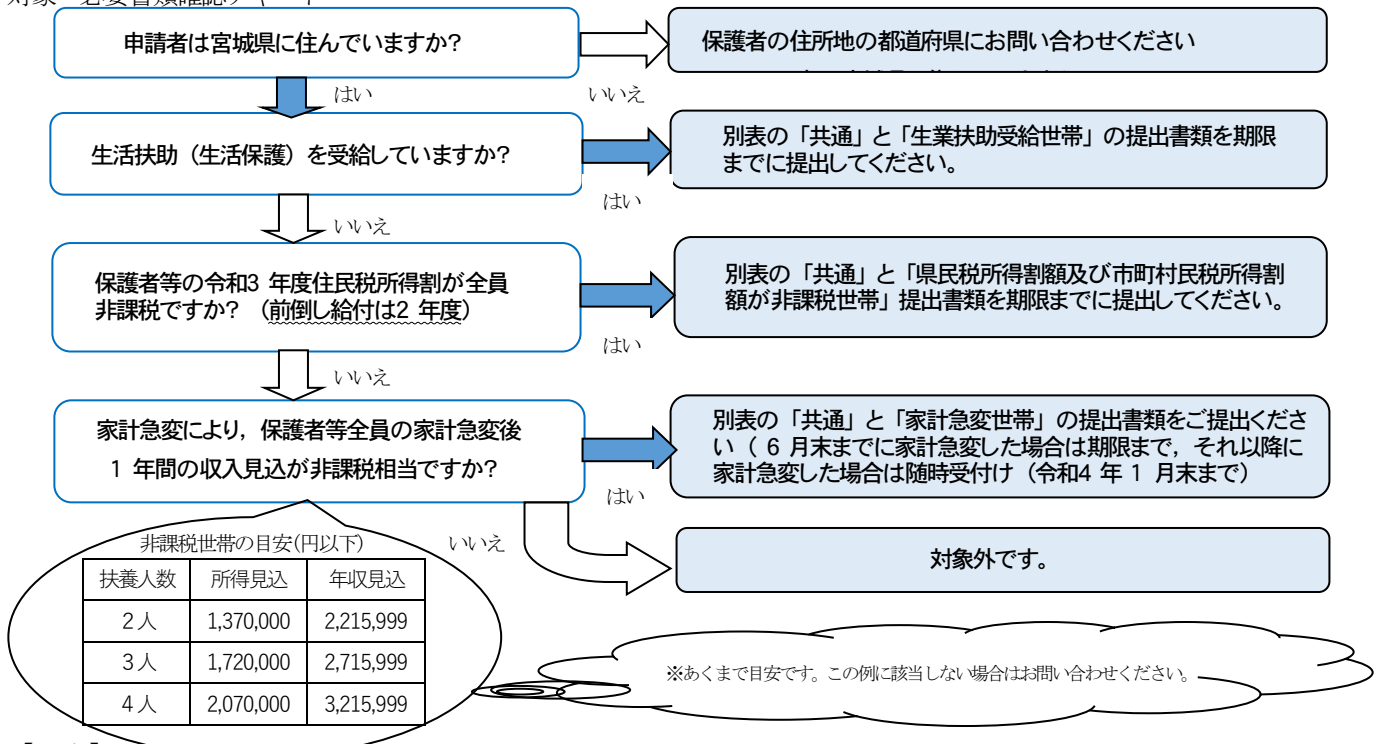 申請者は宮城県に住んでいますか?
保護者の住所地の都道府県にお問い合わせください
はい
いいえ
生活扶助（生活保護）を受給していますか?
別表の「共通」と「生業扶助受給世帯」の提出書類を期限
までに提出してください。
はい
いいえ
保護者等の令和3 年度住民税所得割が全員
非課税ですか? （前倒し給付は2 年度）
別表の「共通」と「県民税所得割額及び市町村民税所得割
額が非課税世帯」提出書類を期限までに提出してください。
はい
いいえ
家計急変により，保護者等全員の家計急変後
1 年間の収入見込が非課税相当ですか?
別表の「共通」と「家計急変世帯」の提出書類をご提出くださ
い（ 6 月末までに家計急変した場合は期限まで，それ以降に
家計急変した場合は随時受付け（令和4 年 1 月末まで）
はい
いいえ
対象外です。
非課税世帯の目安(円以下)
扶養人数 所得見込 年収見込
2人 1,370,000 2,215,999
3人 1,720,000 2,715,999
4人 2,070,000 3,215,999
※あくまで目安です。この例に該当しない場合はお問い合わせください。